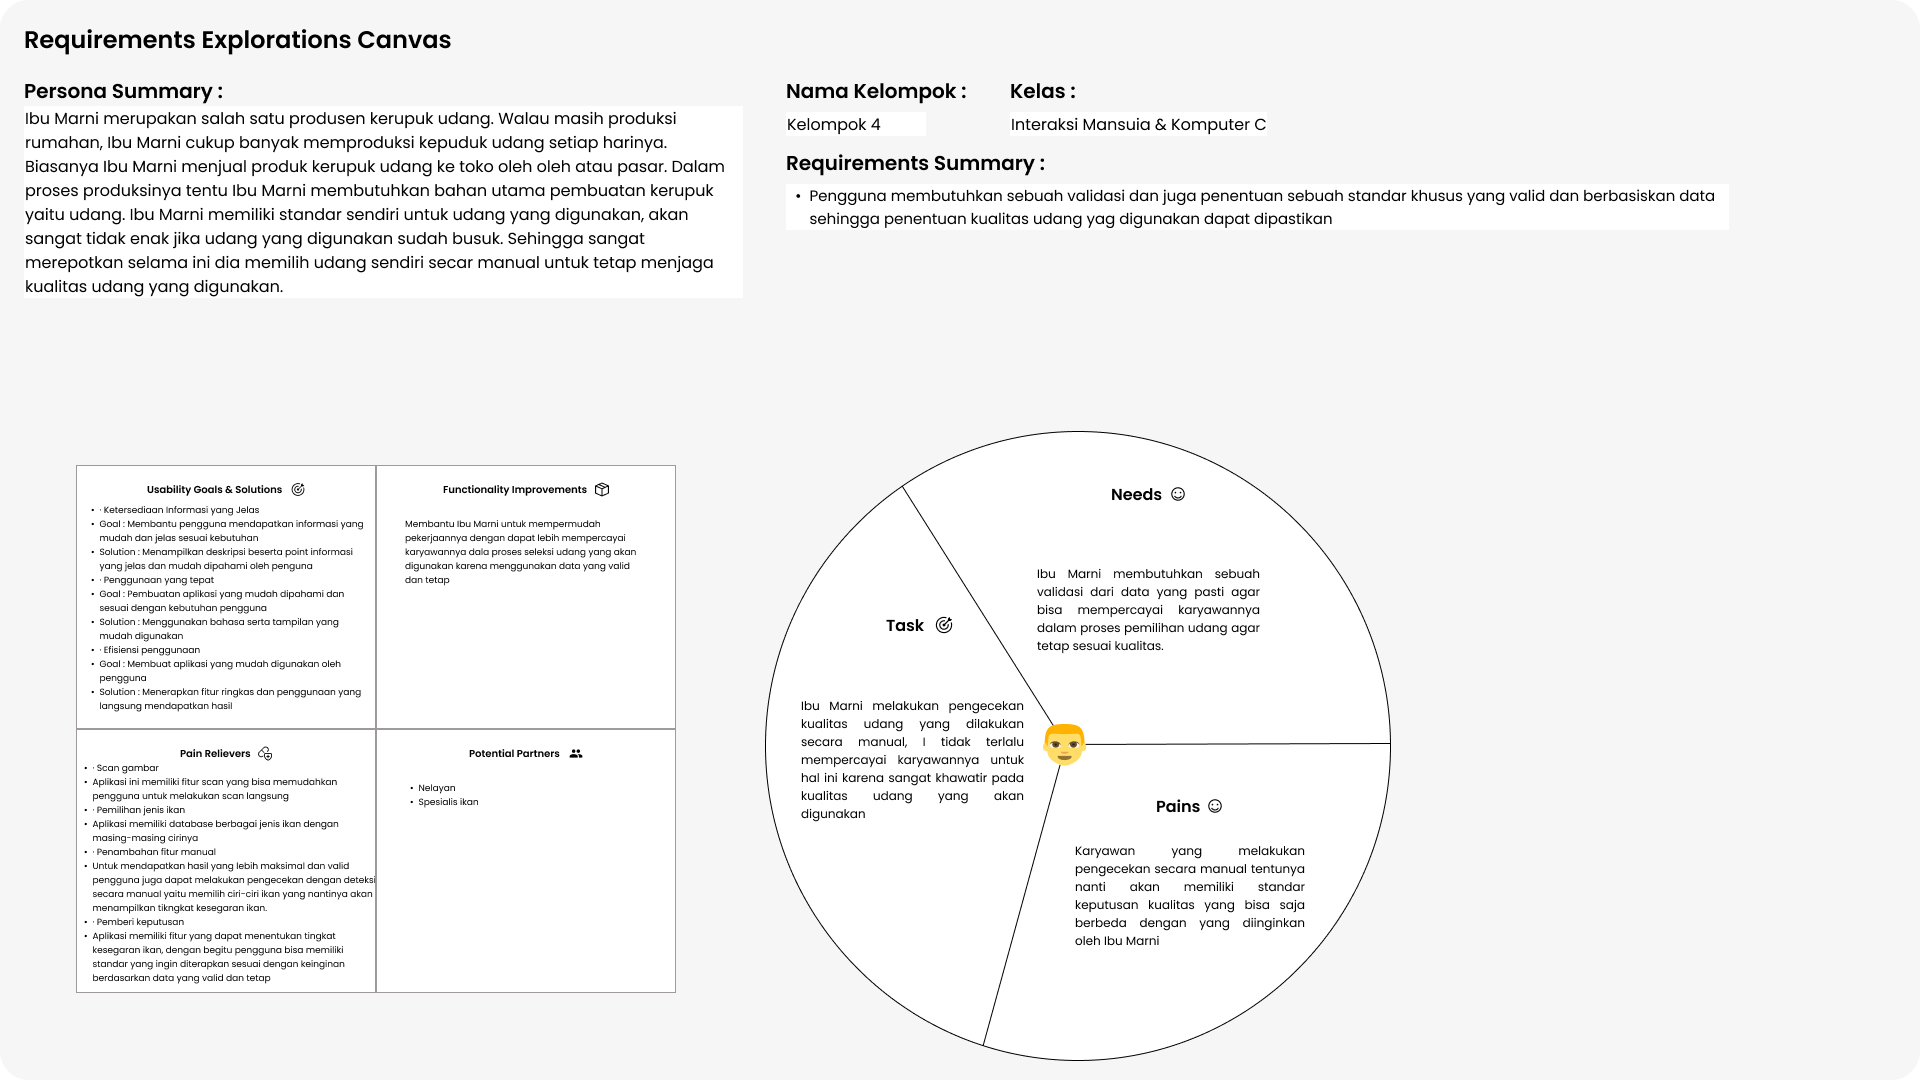 Requirements Explorations Canvas
Persona Summary :
Ibu Marni merupakan salah satu produsen kerupuk udang. Walau masih produksi
rumahan, Ibu Marni cukup banyak memproduksi kepuduk udang setiap harinya.
Biasanya Ibu Marni menjual produk kerupuk udang ke toko oleh oleh atau pasar. Dalam
proses produksinya tentu Ibu Marni membutuhkan bahan utama pembuatan kerupuk
yaitu udang. Ibu Marni memiliki standar sendiri untuk udang yang digunakan, akan
sangat tidak enak jika udang yang digunakan sudah busuk. Sehingga sangat
merepotkan selama ini dia memilih udang sendiri secar manual untuk tetap menjaga
kualitas udang yang digunakan.
Nama Kelompok :
Kelompok 4
Kelas :
Interaksi Mansuia & Komputer C
Requirements Summary :
• Pengguna membutuhkan sebuah validasi dan juga penentuan sebuah standar khusus yang valid dan berbasiskan data
sehingga penentuan kualitas udang yag digunakan dapat dipastikan
Usability Goals & Solutions
• · Ketersediaan Informasi yang Jelas
• Goal : Membantu pengguna mendapatkan informasi yang
mudah dan jelas sesuai kebutuhan
• Solution : Menampilkan deskripsi beserta point informasi
yang jelas dan mudah dipahami oleh penguna
• · Penggunaan yang tepat
• Goal : Pembuatan aplikasi yang mudah dipahami dan
sesuai dengan kebutuhan pengguna
• Solution : Menggunakan bahasa serta tampilan yang
mudah digunakan
• · Efisiensi penggunaan
• Goal : Membuat aplikasi yang mudah digunakan oleh
pengguna
• Solution : Menerapkan fitur ringkas dan penggunaan yang
langsung mendapatkan hasil
Functionality Improvements
Membantu Ibu Marni untuk mempermudah
pekerjaannya dengan dapat lebih mempercayai
karyawannya dala proses seleksi udang yang akan
digunakan karena menggunakan data yang valid
dan tetap
Pain Relievers
• · Scan gambar
• Aplikasi ini memiliki fitur scan yang bisa memudahkan
pengguna untuk melakukan scan langsung
• · Pemilihan jenis ikan
• Aplikasi memiliki database berbagai jenis ikan dengan
masing-masing cirinya
• · Penambahan fitur manual
• Untuk mendapatkan hasil yang lebih maksimal dan valid
pengguna juga dapat melakukan pengecekan dengan deteksi
secara manual yaitu memilih ciri-ciri ikan yang nantinya akan
menampilkan tikngkat kesegaran ikan.
• · Pemberi keputusan
• Aplikasi memiliki fitur yang dapat menentukan tingkat
kesegaran ikan, dengan begitu pengguna bisa memiliki
standar yang ingin diterapkan sesuai dengan keinginan
berdasarkan data yang valid dan tetap
Potential Partners
• Nelayan
• Spesialis ikan
Needs
Ibu Marni membutuhkan sebuah
validasi dari data yang pasti agar
bisa mempercayai karyawannya
dalam proses pemilihan udang agar
tetap sesuai kualitas.
Task
Ibu Marni melakukan pengecekan
kualitas udang yang dilakukan
secara manual, I tidak terlalu
mempercayai karyawannya untuk
hal ini karena sangat khawatir pada
kualitas udang yang akan
digunakan
Pains
Karyawan yang melakukan
pengecekan secara manual tentunya
nanti akan memiliki standar
keputusan kualitas yang bisa saja
berbeda dengan yang diinginkan
oleh Ibu Marni